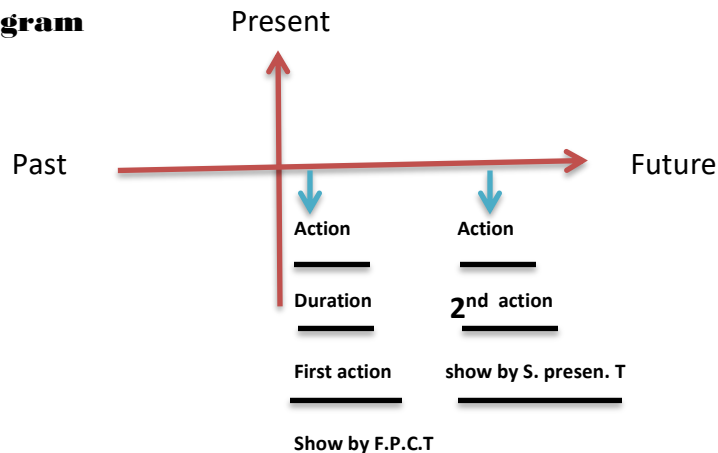 gram
Present
Past
Future
Action
Action
Duration
2nd action
First action
show by S. presen. T
Show by F.P.C.T